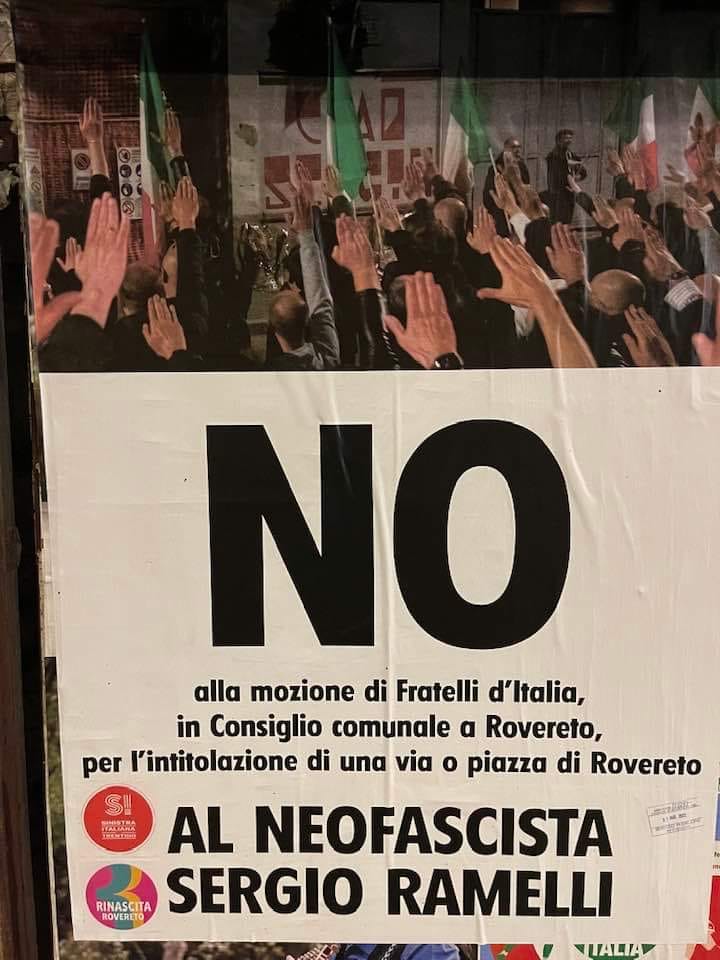 NO
alla mozione di Fratelli d'Italia,
in Consiglio comunale a Rovereto,
per l'intitolazione di una via o piazza di Rovereto
AL NEOFASCISTA
SERGIO RAMELLI
S!
SINISTRA
ITALIANA
TRENTINO
RINASCITA
ROVERETO
ITALIA